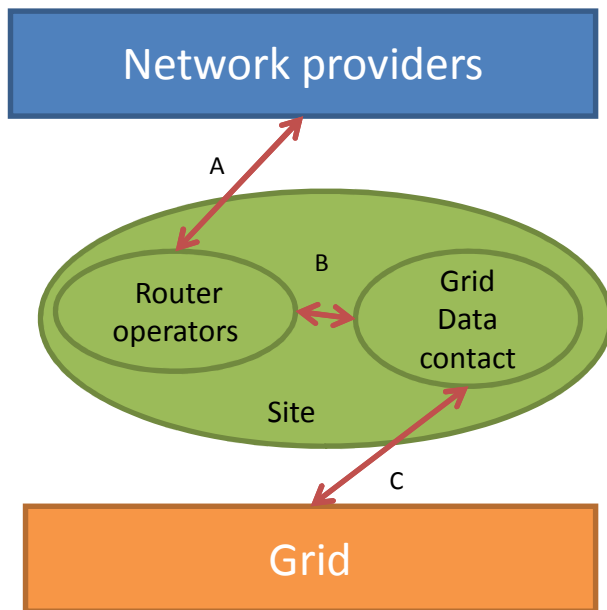 Network providers
A
B
Router
operators
Grid
Data
contact
Site
C
Grid